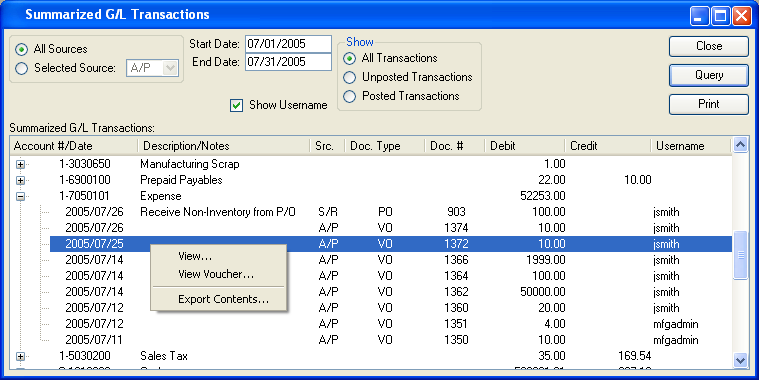 Summarized G/L Transactions
All Sources
Selected Source: A/P
Start Date: 07/01/2005
End Date: 07/31/2005
Show Username
Show
All Transactions
Unposted Transactions
Posted Transactions
Close
Query
Print
Summarized G/L Transactions:
Account #/Date Description/Notes Src. Doc. Type Doc. # Debit Credit Username
1-3030650 Manufacturing Scrap 1.00
1-6900100 Prepaid Payables 22.00 10.00
1-7050101 Expense 52253.00
2005/07/26 Receive Non-Inventory from P/O S/R PO 903 100.00 jsmith
2005/07/26 A/P VO 1374 10.00 jsmith
2005/07/25 A/P VO 1372 10.00 jsmith
2005/07/14 A/P VO 1366 1999.00 jsmith
2005/07/14 A/P VO 1364 100.00 jsmith
2005/07/14 A/P VO 1362 50000.00 jsmith
2005/07/12 A/P VO 1360 20.00 jsmith
2005/07/12 A/P VO 1351 4.00 mfgadmin
2005/07/11 A/P VO 1350 10.00 mfgadmin
View...
View Voucher...
Export Contents...
1-5030200 Sales Tax 35.00 169.54